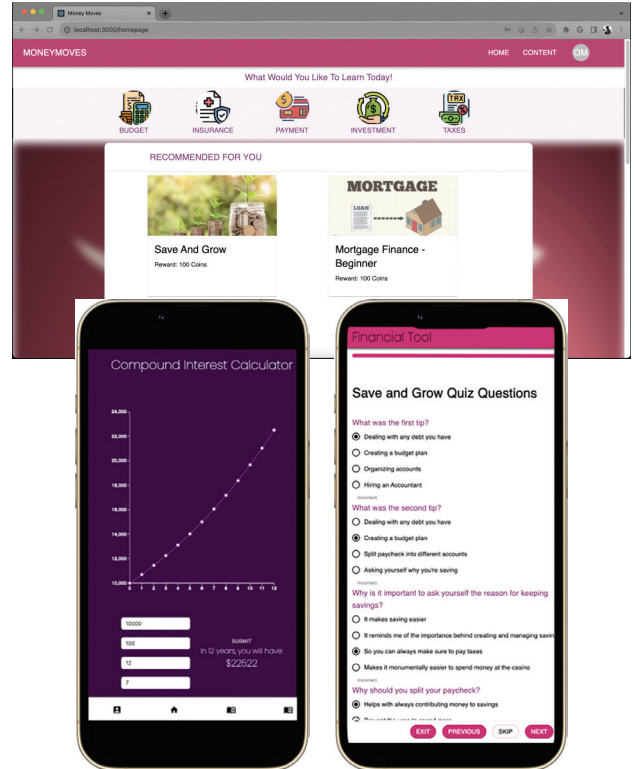 Money Moves
localhost:3000/homepage
MONEYMOVES
HOME CONTENT OM
What Would You Like To Learn Today!
TAX
BUDGET INSURANCE PAYMENT INVESTMENT TAXES
RECOMMENDED FOR YOU
MORTGAGE
LOAN
Save And Grow
Reward: 100 Coins
Mortgage Finance -
Beginner
Reward: 100 Coins
Compound Interest Calculator
24,000
22,000
20,000
18,000
16,000
14,000
12,000
10,000
0 1 2 3 4 5 6 7 8 9 10 11 12
10000
100
12
7
SUBMIT
In 12 years, you will have:
$22522
Financial Tool
Save and Grow Quiz Questions
What was the first tip?
Dealing with any debt you have
Creating a budget plan
Organizing accounts
Hiring an Accountant
Incorrect
What was the second tip?
Dealing with any debt you have
Creating a budget plan
Split paycheck into different accounts
Asking yourself why you're saving
Incorrect
Why is it important to ask yourself the reason for keeping
savings?
It makes saving easier
It reminds me of the importance behind creating and managing savin
So you can always make sure to pay taxes
Makes it monumentally easier to spend money at the casino
Incorrect
Why should you split your paycheck?
Helps with always contributing money to savings
EXIT PREVIOUS SKIP NEXT